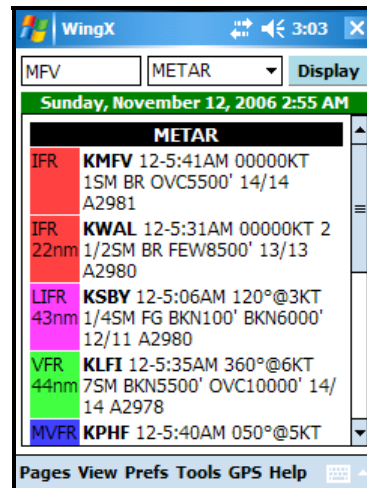 WingX 3:03
MFV METAR Display
Sunday, November 12, 2006 2:55 AM
METAR
IFR KMFV 12-5:41AM 00000KT
1SM BR OVC5500' 14/14
A2981
IFR KWAL 12-5:31AM 00000KT 2
22nm 1/2SM BR FEW8500' 13/13
A2980
LIFR KSBY 12-5:06AM 120°@3KT
43nm 1/4SM FG BKN100' BKN6000'
12/11 A2980
VFR KLFI 12-5:35AM 360°@6KT
44nm 7SM BKN5500' OVC10000' 14/
14 A2978
MVFR KPHF 12-5:40AM 050°@5KT
Pages View Prefs Tools GPS Help